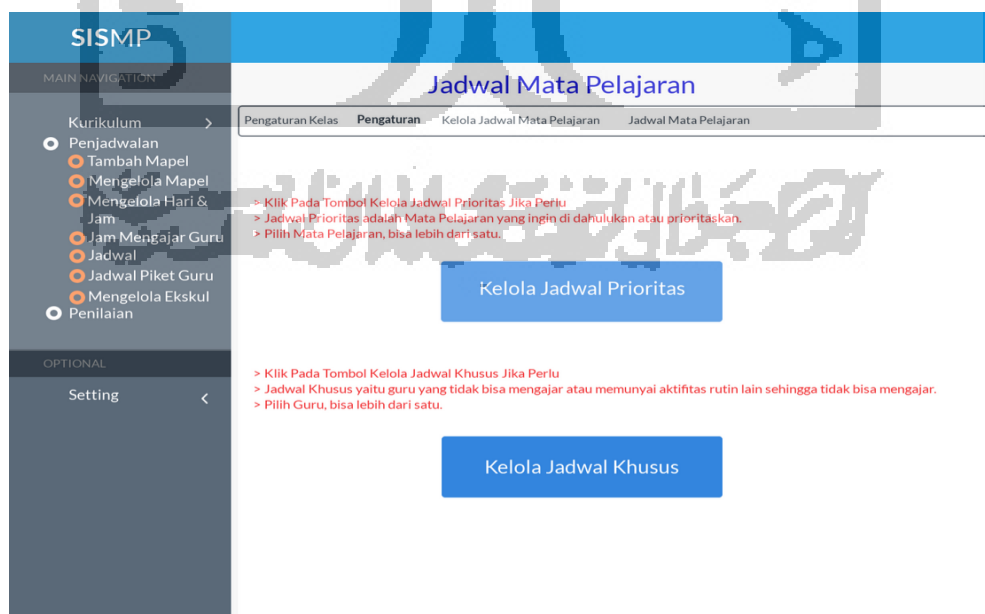 SISMP
MAIN NAVIGATION
Kurikulum >
Penjadwalan
Tambah Mapel
Mengelola Mapel
Mengelola Hari &
Jam
Jam Mengajar Guru
Jadwal
Jadwal Piket Guru
Mengelola Ekskul
Penilaian
OPTIONAL
Setting <
Jadwal Mata Pelajaran
Pengaturan Kelas Pengaturan Kelola Jadwal Mata Pelajaran Jadwal Mata Pelajaran
> Klik Pada Tombol Kelola Jadwal Prioritas Jika Perlu
> Jadwal Prioritas adalah Mata Pelajaran yang ingin di dahulukan atau prioritaskan.
> Pilih Mata Pelajaran, bisa lebih dari satu.
Kelola Jadwal Prioritas
> Klik Pada Tombol Kelola Jadwal Khusus Jika Perlu
> Jadwal Khusus yaitu guru yang tidak bisa mengajar atau memunyai aktifitas rutin lain sehingga tidak bisa mengajar.
> Pilih Guru, bisa lebih dari satu.
Kelola Jadwal Khusus